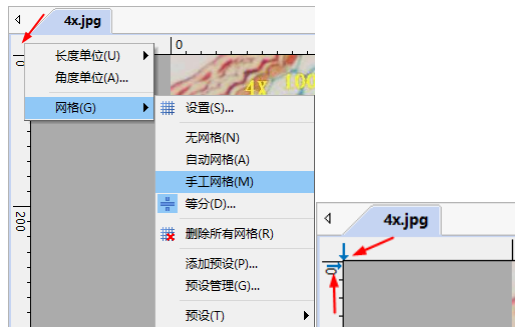 4x.jpg
0
0
长度单位(U)
角度单位(A)...
4X 100
网格(G)
设置(S)...
无网格(N)
自动网格(A)
手工网格(M)
等分(D)...
200
删除所有网格(R)
添加预设(P)...
预设管理(G)...
预设(T)
4x.jpg
0